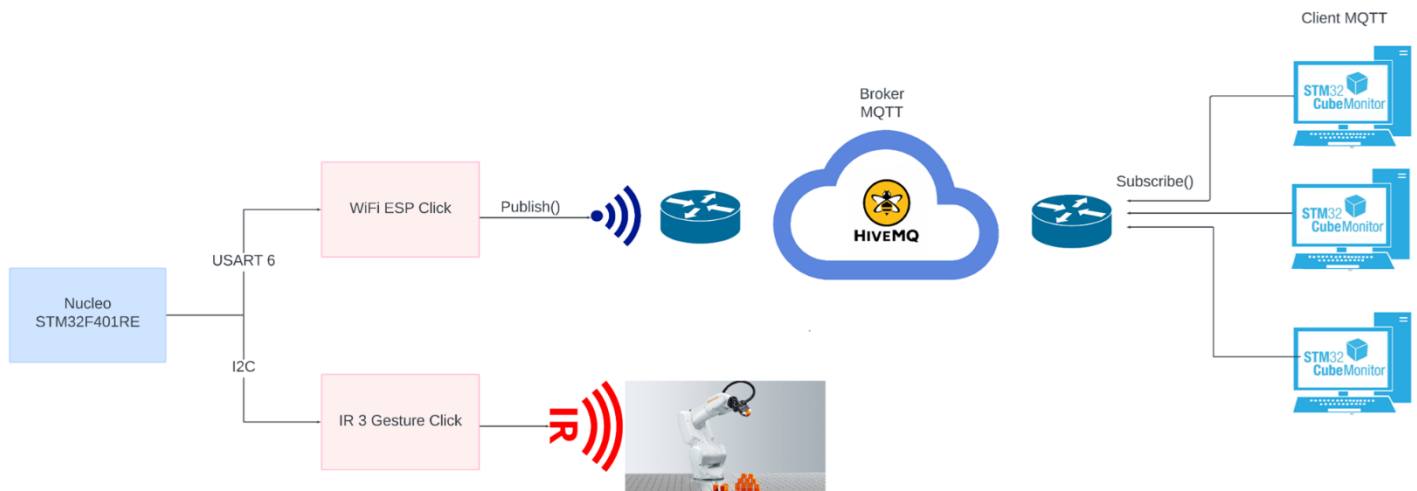 Client MQTT
STM32
CubeMonitor
Broker
MQTT
HIVEMQ
WiFi ESP Click
Publish()
Subscribe()
STM32
CubeMonitor
USART 6
Nucleo
STM32F401RE
I2C
STM32
CubeMonitor
IR 3 Gesture Click
IR